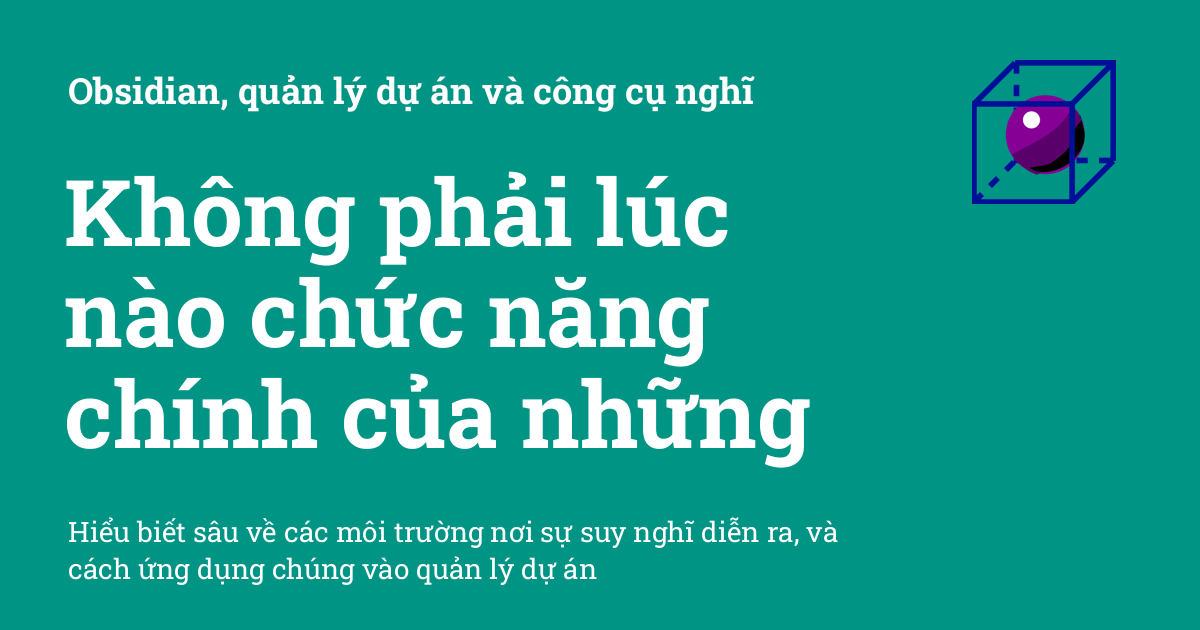 Obsidian, quản lý dự án và công cụ nghĩ
Không phải lúc
nào chức năng
chính của những
Hiểu biết sâu về các môi trường nơi sự suy nghĩ diễn ra, và
cách ứng dụng chúng vào quản lý dự án